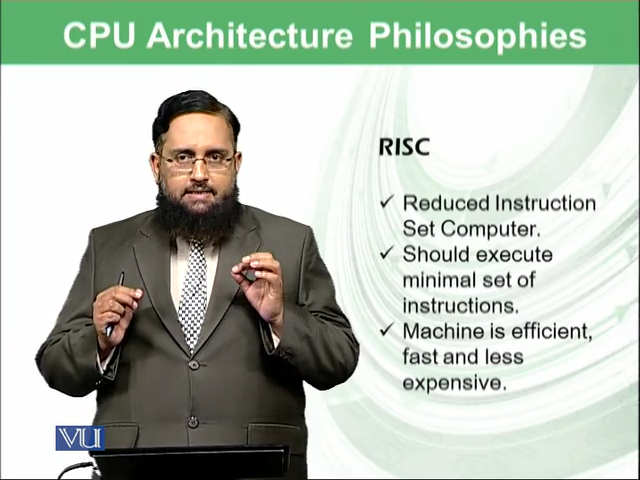 CPU Architecture Philosophies
RISC
✓ Reduced Instruction
Set Computer.
✓ Should execute
minimal set of
instructions.
✓ Machine is efficient,
fast and less
expensive.
VU